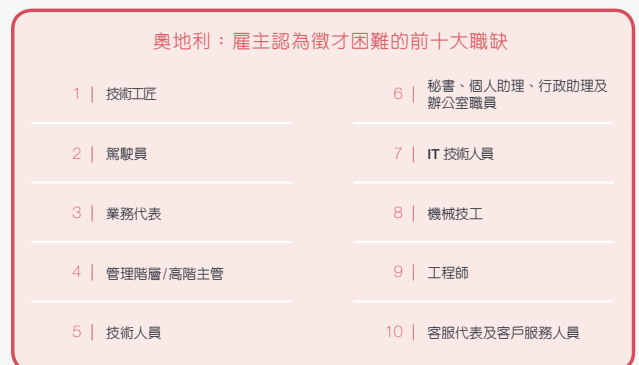 奧地利：雇主認為徵才困難的前十大職缺
1 | 技術工匠
2 | 駕駛員
3 | 業務代表
4 | 管理階層/高階主管
5 | 技術人員
6 | 秘書、個人助理、行政助理及
辦公室職員
7 | IT 技術人員
8 | 機械技工
9 | 工程師
10 | 客服代表及客戶服務人員